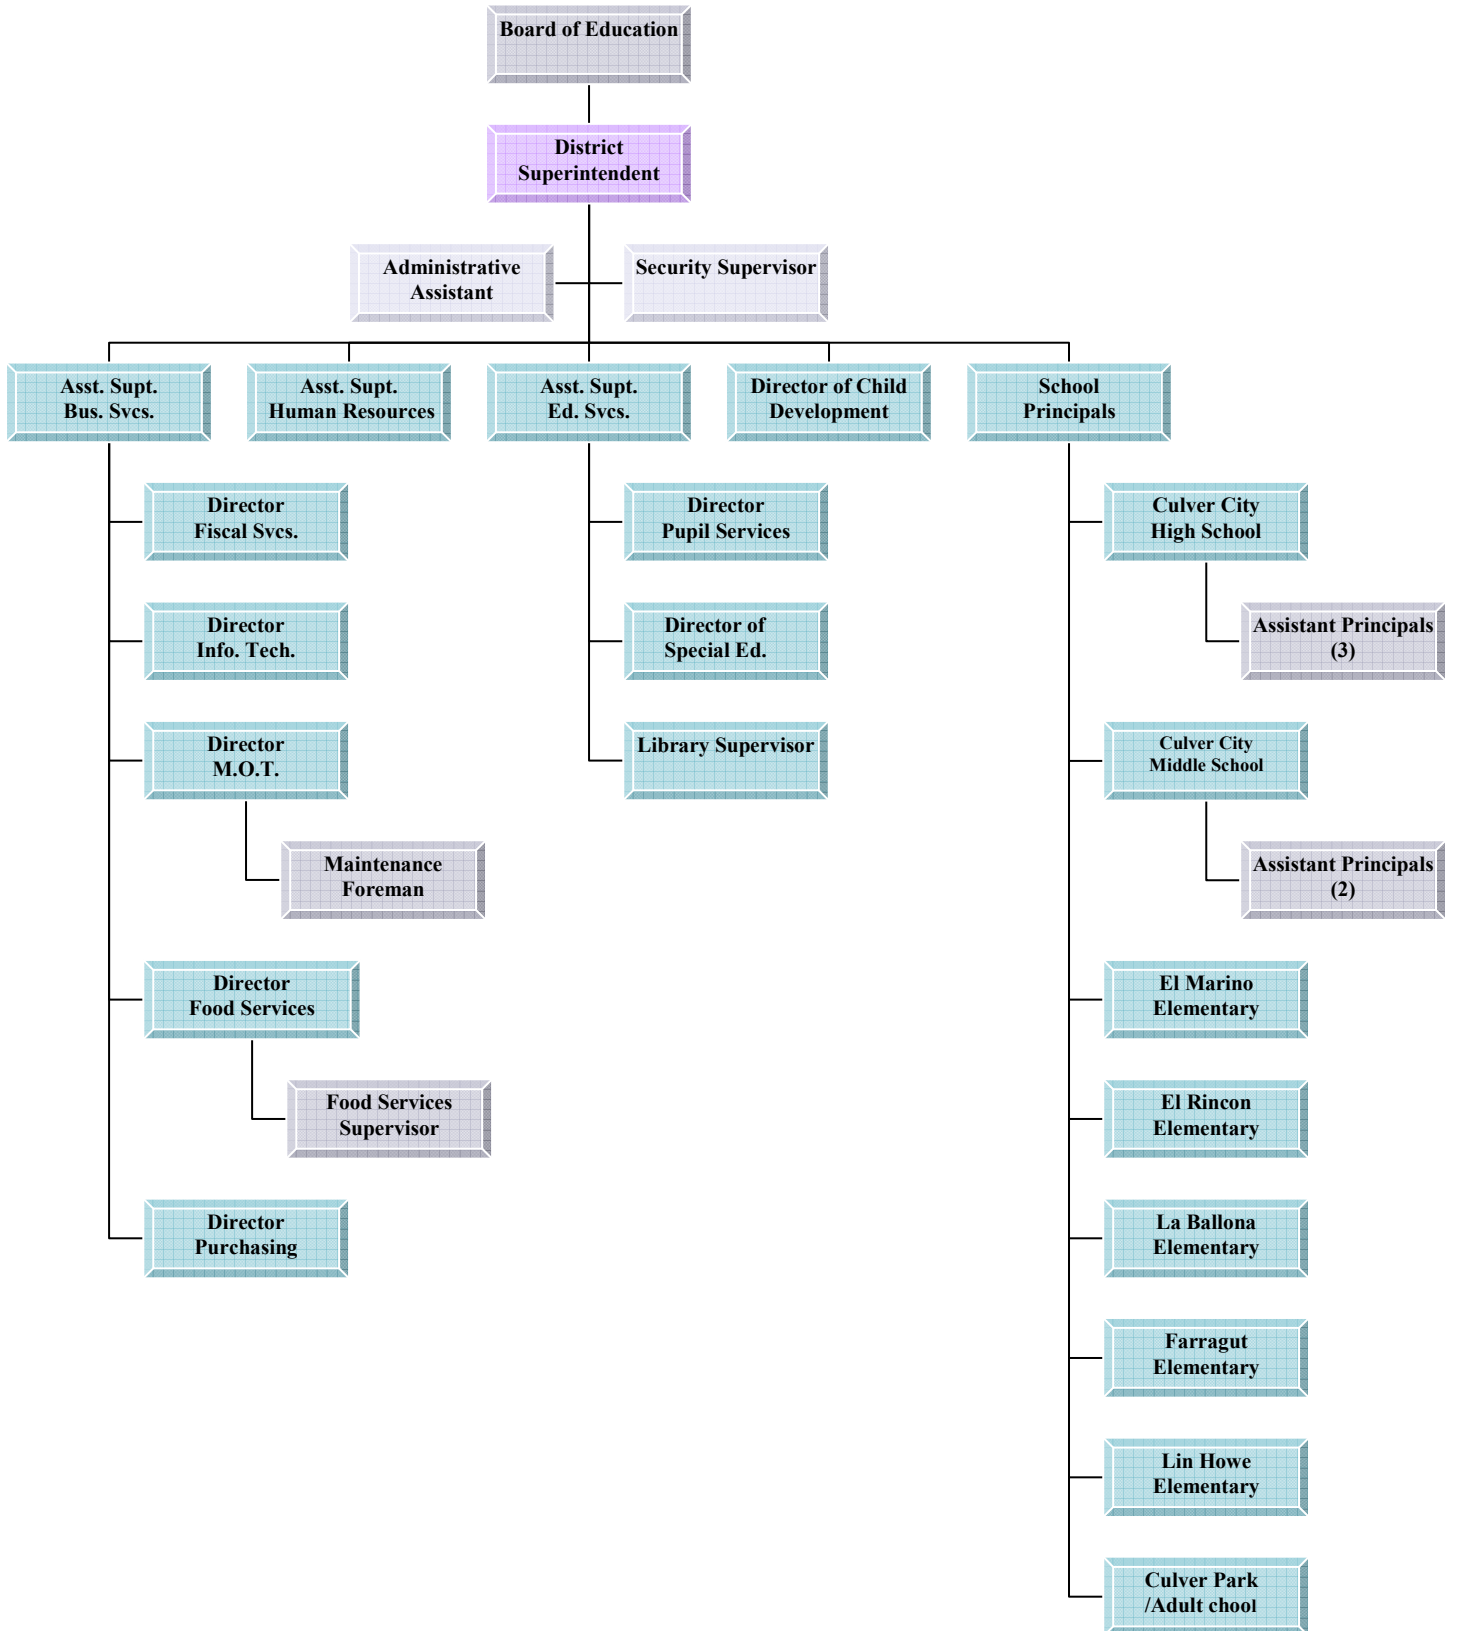 Board of Education
District
Superintendent
Administrative
Assistant
Security Supervisor
Asst. Supt.
Bus. Svcs.
Asst. Supt.
Human Resources
Asst. Supt.
Ed. Svcs.
Director of Child
Development
School
Principals
Director
Fiscal Svcs.
Director
Info. Tech.
Director
M.O.T.
Maintenance
Foreman
Director
Food Services
Food Services
Supervisor
Director
Purchasing
Director
Pupil Services
Director of
Special Ed.
Library Supervisor
Culver City
High School
Assistant Principals
(3)
Culver City
Middle School
Assistant Principals
(2)
El Marino
Elementary
El Rincon
Elementary
La Ballona
Elementary
Farragut
Elementary
Lin Howe
Elementary
Culver Park
/Adult chool